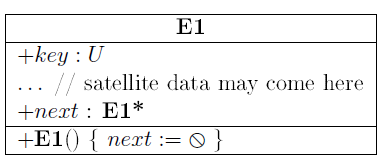 E1
+key : U
... // satellite data may come here
+next : E1*
+E1() { next := ⦸ }